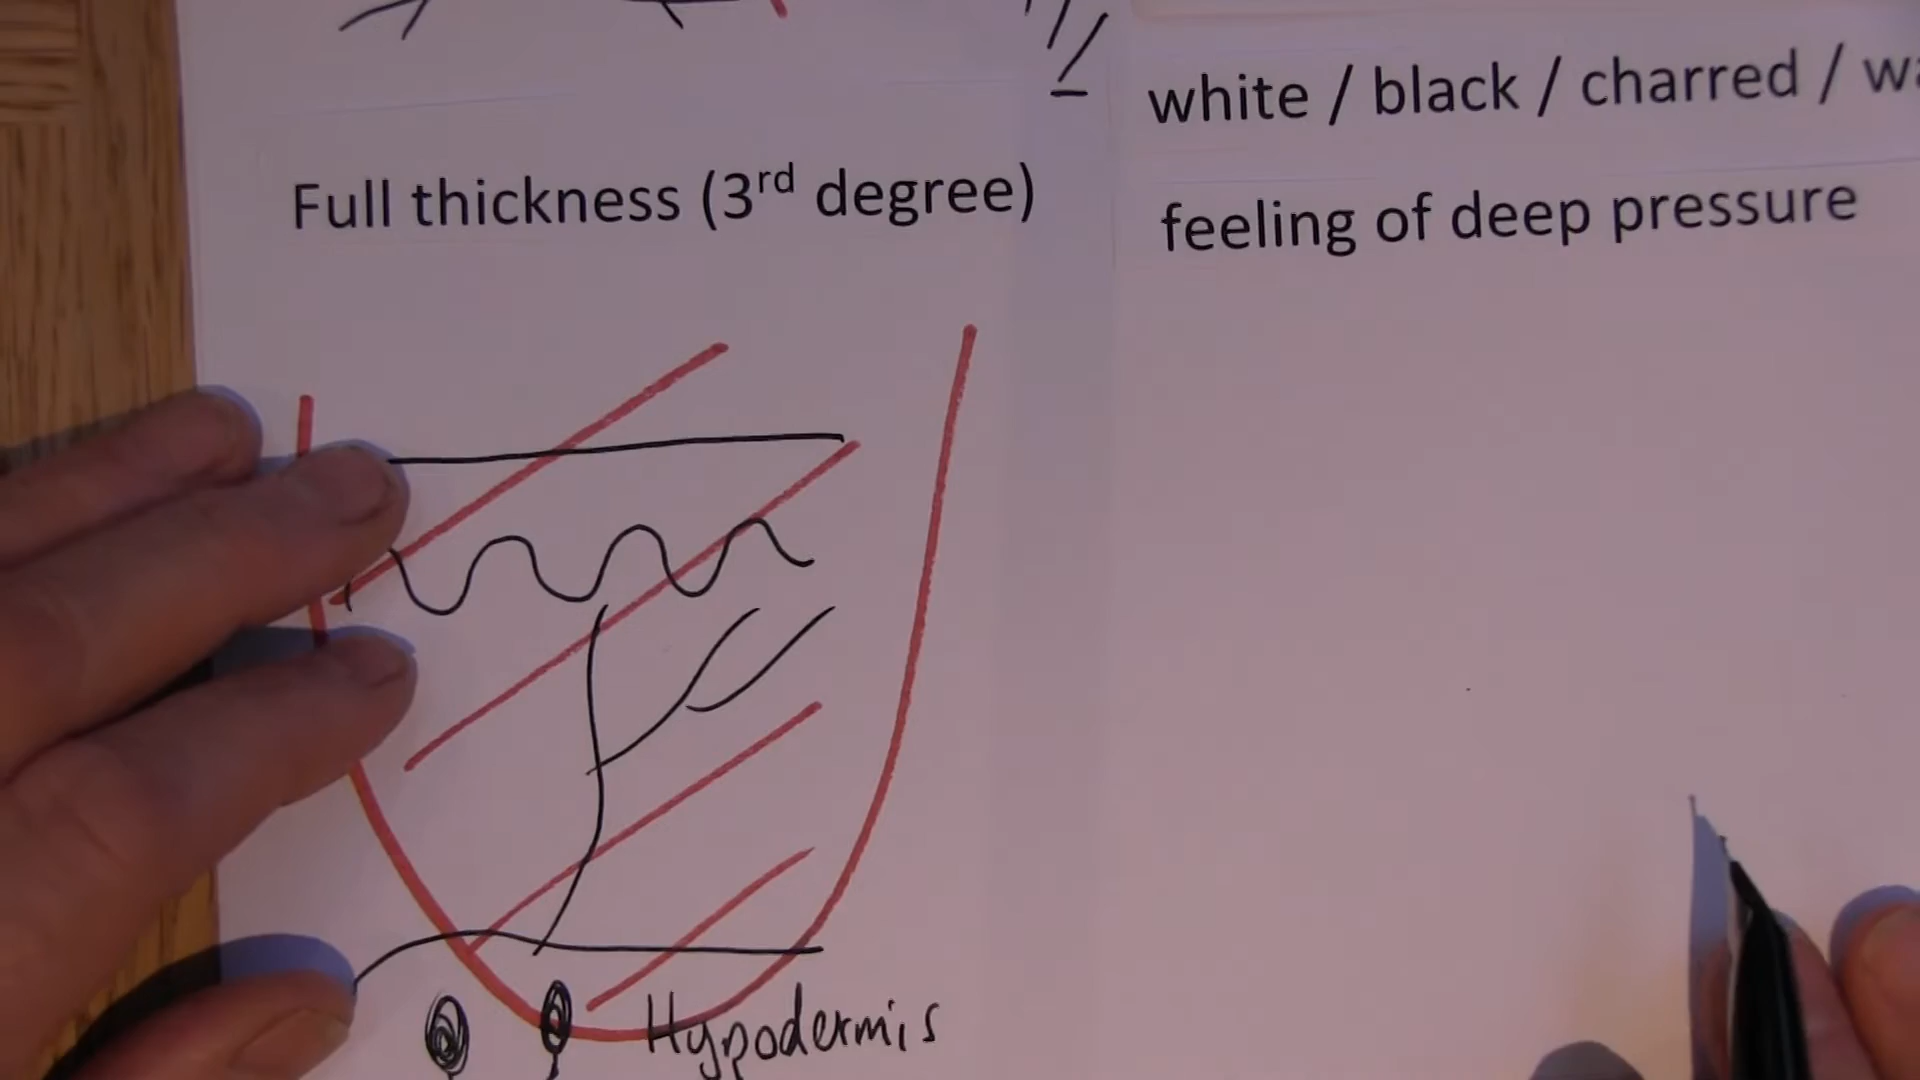 white / black / charred /
Full thickness (3rd degree)
feeling of deep pressure
Hypodermis